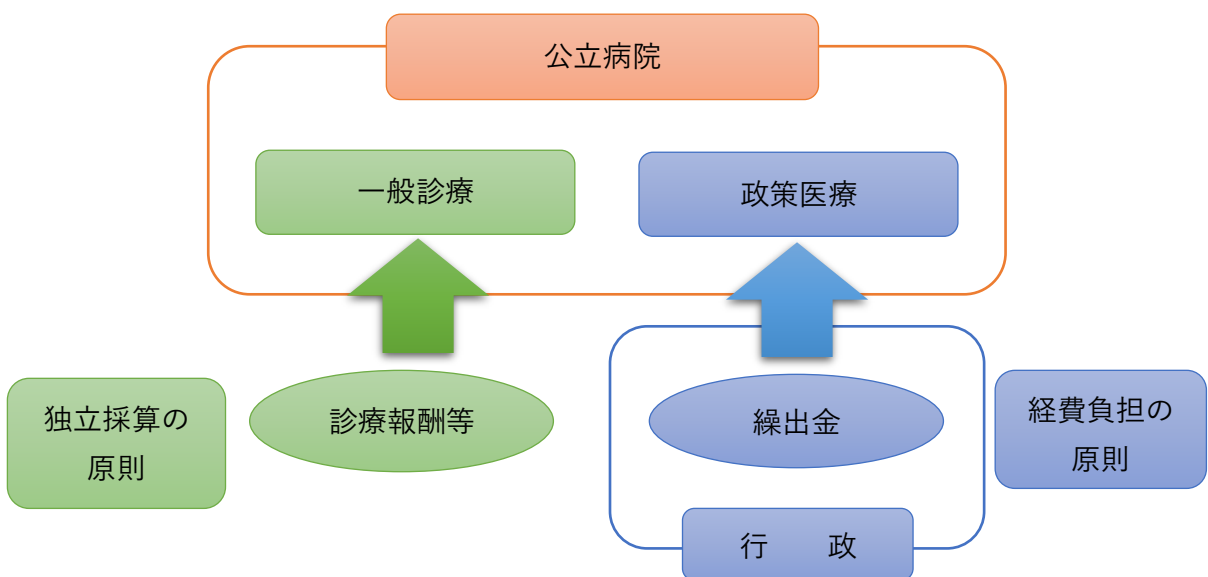 公立病院
一般診療
政策医療
独立採算の
原則
診療報酬等
繰出金
経費負担の
原則
行　　政